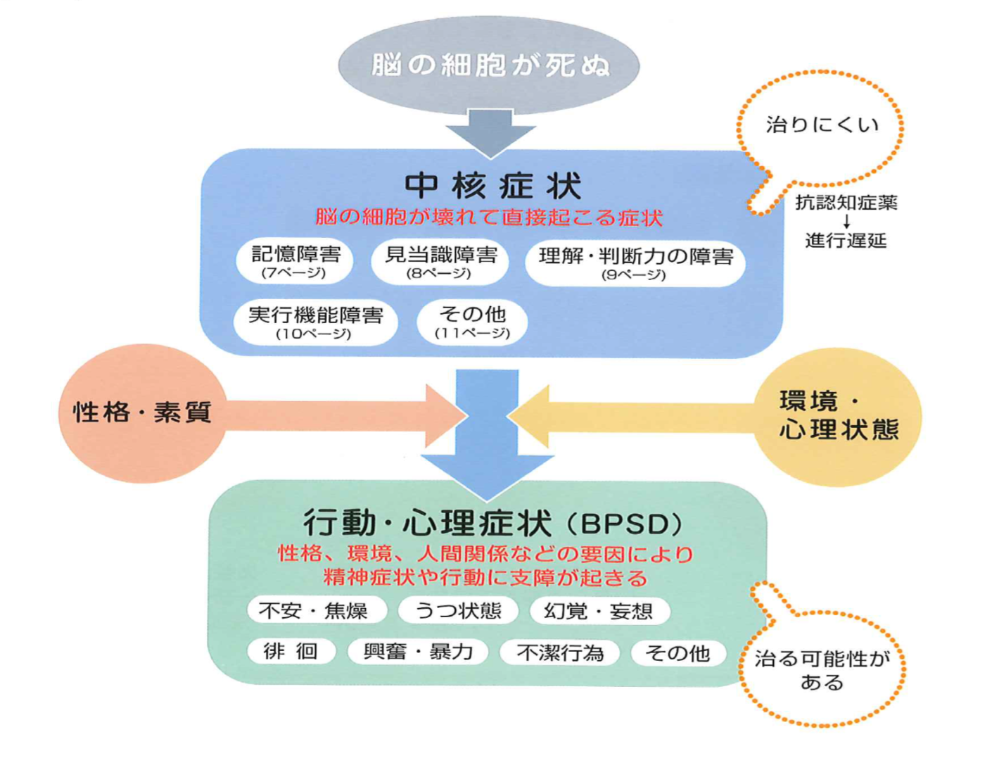 脳の細胞が死ぬ
治りにくい
中核症状
脳の細胞が壊れて直接起こる症状
抗認知症薬
↓
進行遅延
記憶障害
(7ページ)
見当識障害
(8ページ)
理解・判断力の障害
(9ページ)
実行機能障害
(10ページ)
その他
(11ページ)
性格・素質
環境・
心理状態
行動・心理症状（BPSD）
性格、環境、人間関係などの要因により
精神症状や行動に支障が起きる
不安・焦燥
うつ状態
幻覚・妄想
徘徊
興奮・暴力
不潔行為
その他
治る可能性が
ある